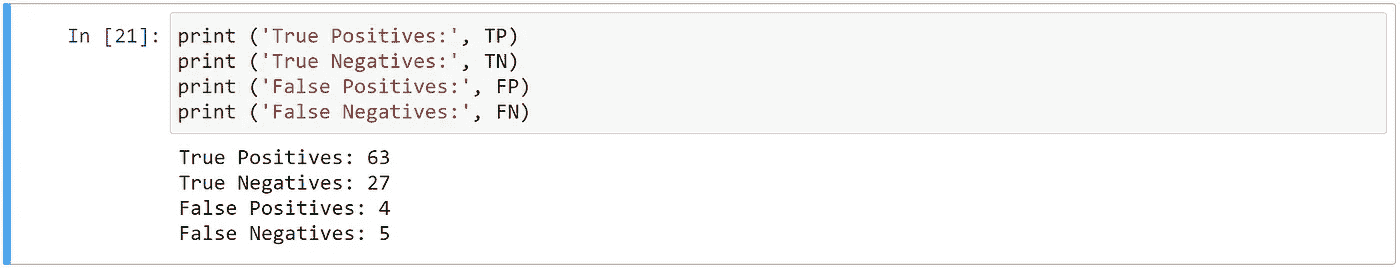 In [21]: print ('True Positives:', TP)
print ('True Negatives:', TN)
print ('False Positives:', FP)
print ('False Negatives:', FN)
True Positives: 63
True Negatives: 27
False Positives: 4
False Negatives: 5